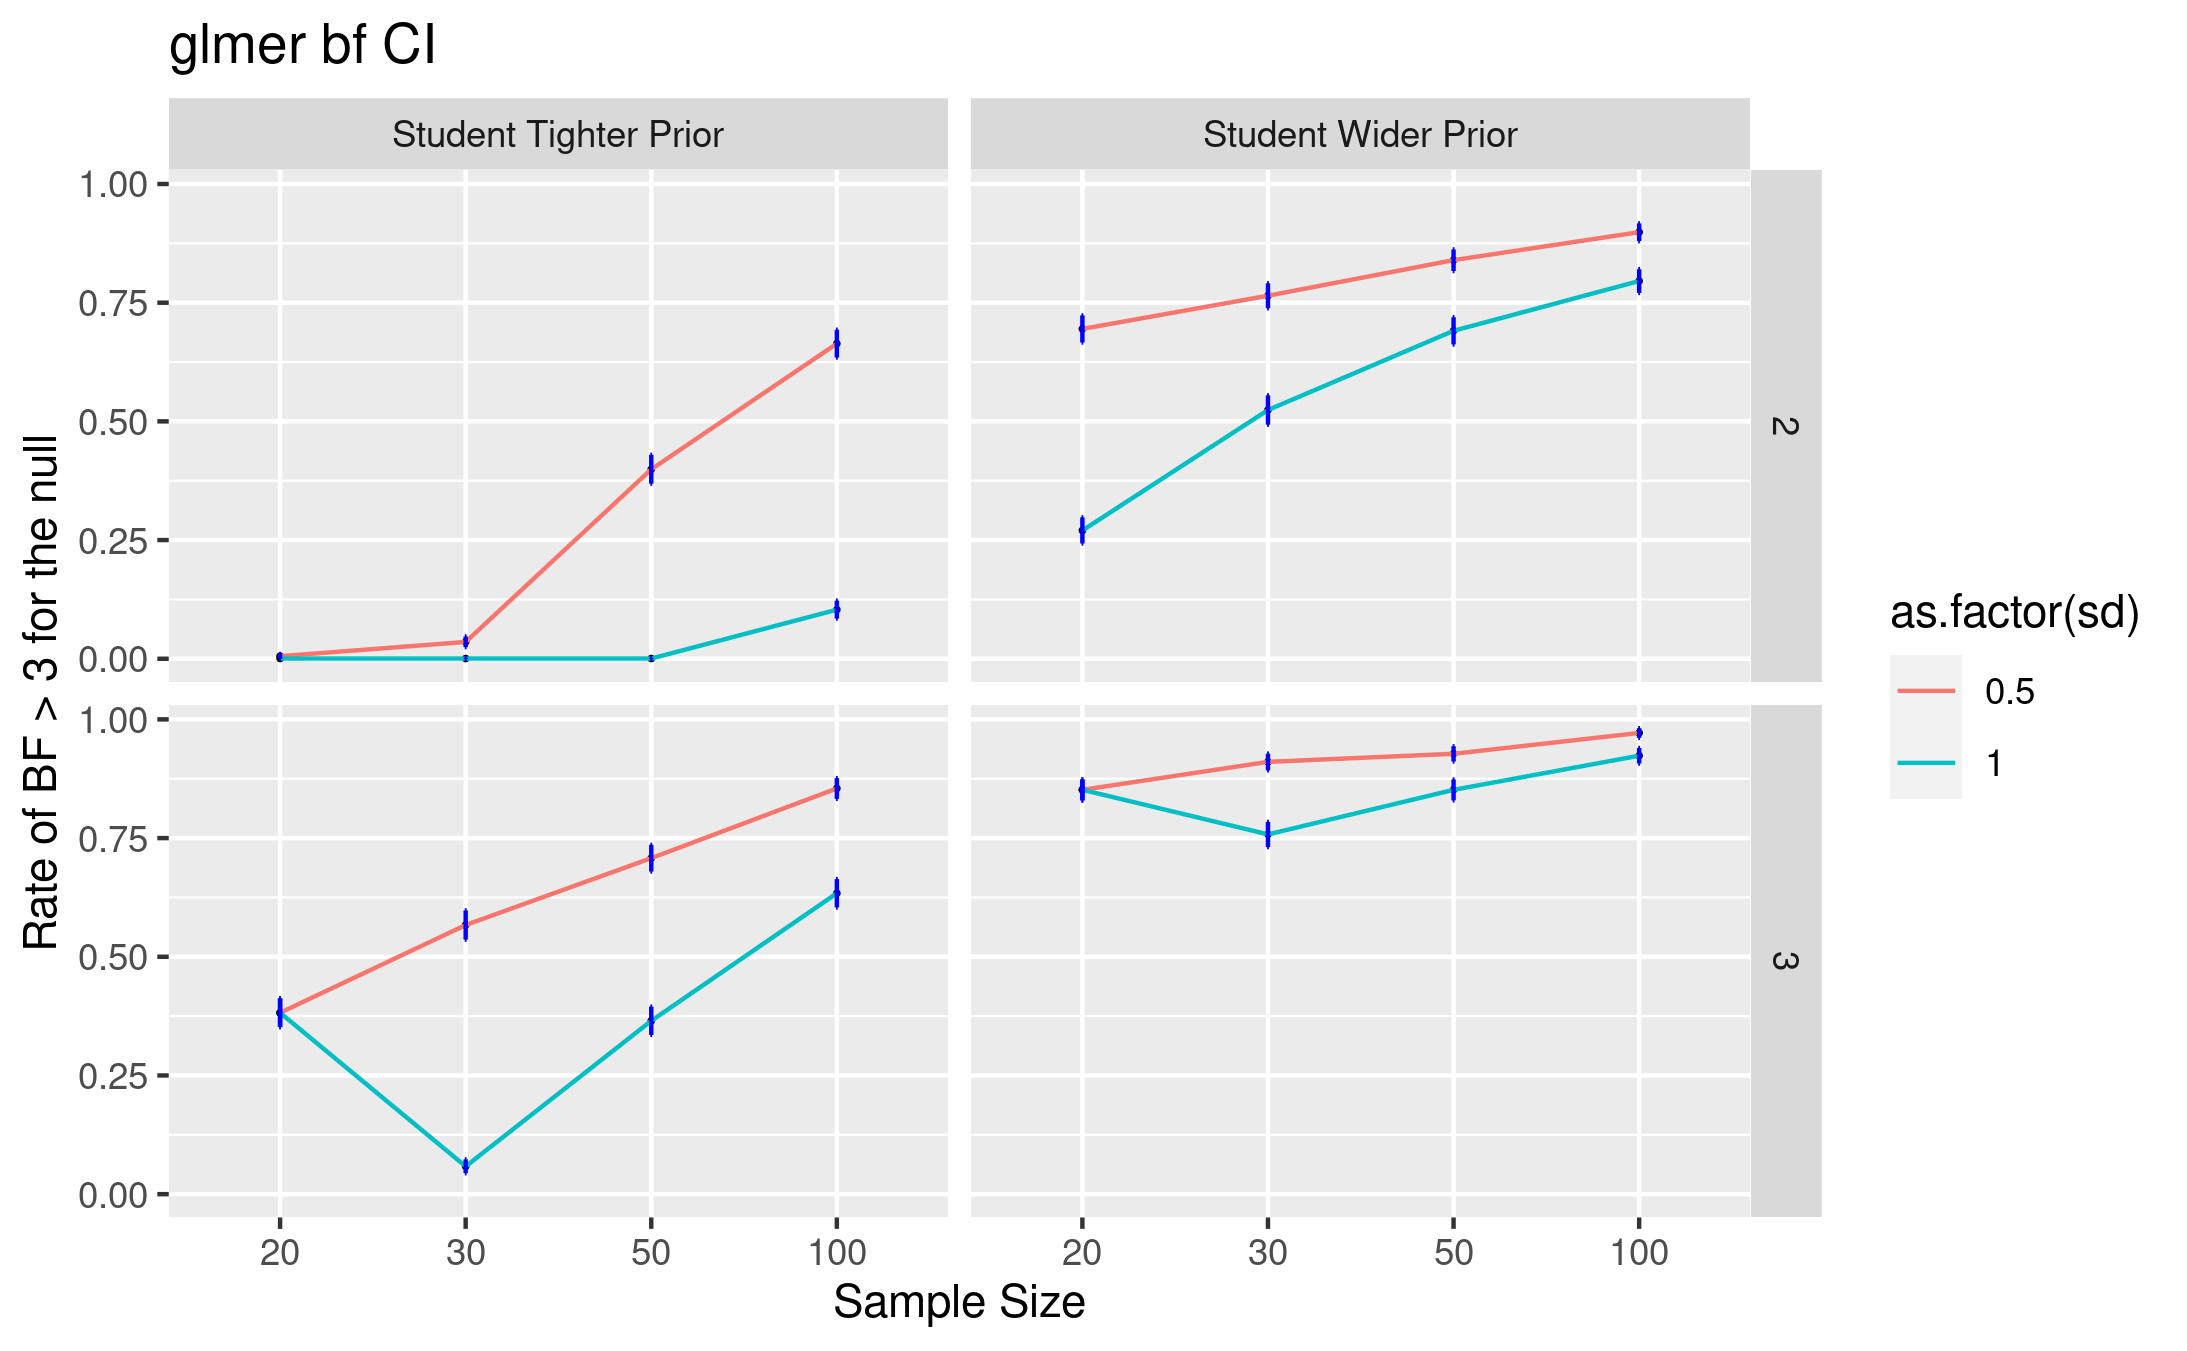 glmer bf CI
Student Tighter Prior
Student Wider Prior
1.00
0.75
0.50
0.25
0.00
2
1.00
0.75
0.50
0.25
0.00
3
Rate of BF > 3 for the null
20 30 50 100
20 30 50 100
Sample Size
as.factor(sd)
0.5
1